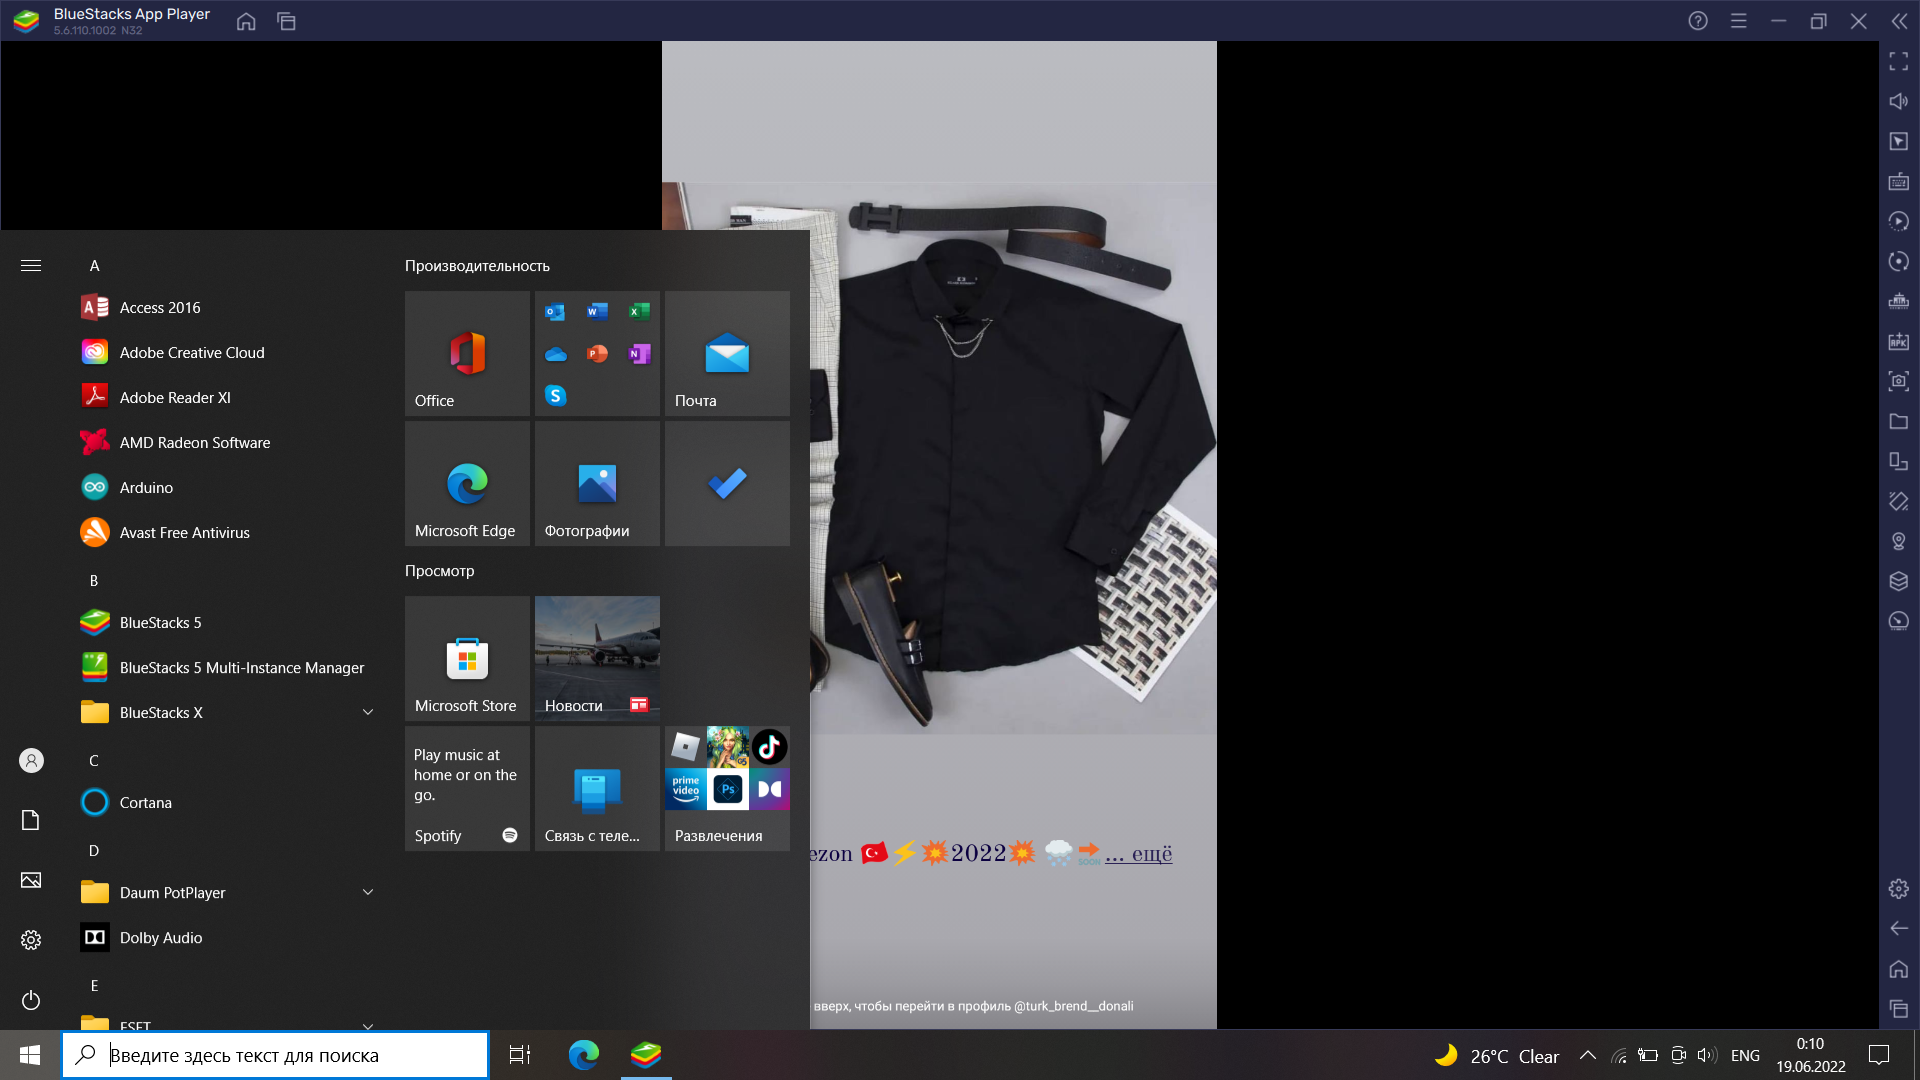 BlueStacks App Player
5.6.110.1002 N32
A
Access 2016
Adobe Creative Cloud
Adobe Reader XI
AMD Radeon Software
Arduino
Avast Free Antivirus
B
BlueStacks 5
BlueStacks 5 Multi-Instance Manager
BlueStacks X
C
Cortana
D
Daum PotPlayer
Dolby Audio
E
ESET
Производительность
Office
Почта
Microsoft Edge
Фотографии
Просмотр
Microsoft Store
Новости
Play music at
home or on the
go.
Spotify
Связь с теле...
prime
video
Ps
Развлечения
ezon 🇹🇷⚡💥2022💥 🌨️🔜... ещё
вверх, чтобы перейти в профиль @turk_brend__donali
Введите здесь текст для поиска
26°C Clear
ENG
0:10
19.06.2022